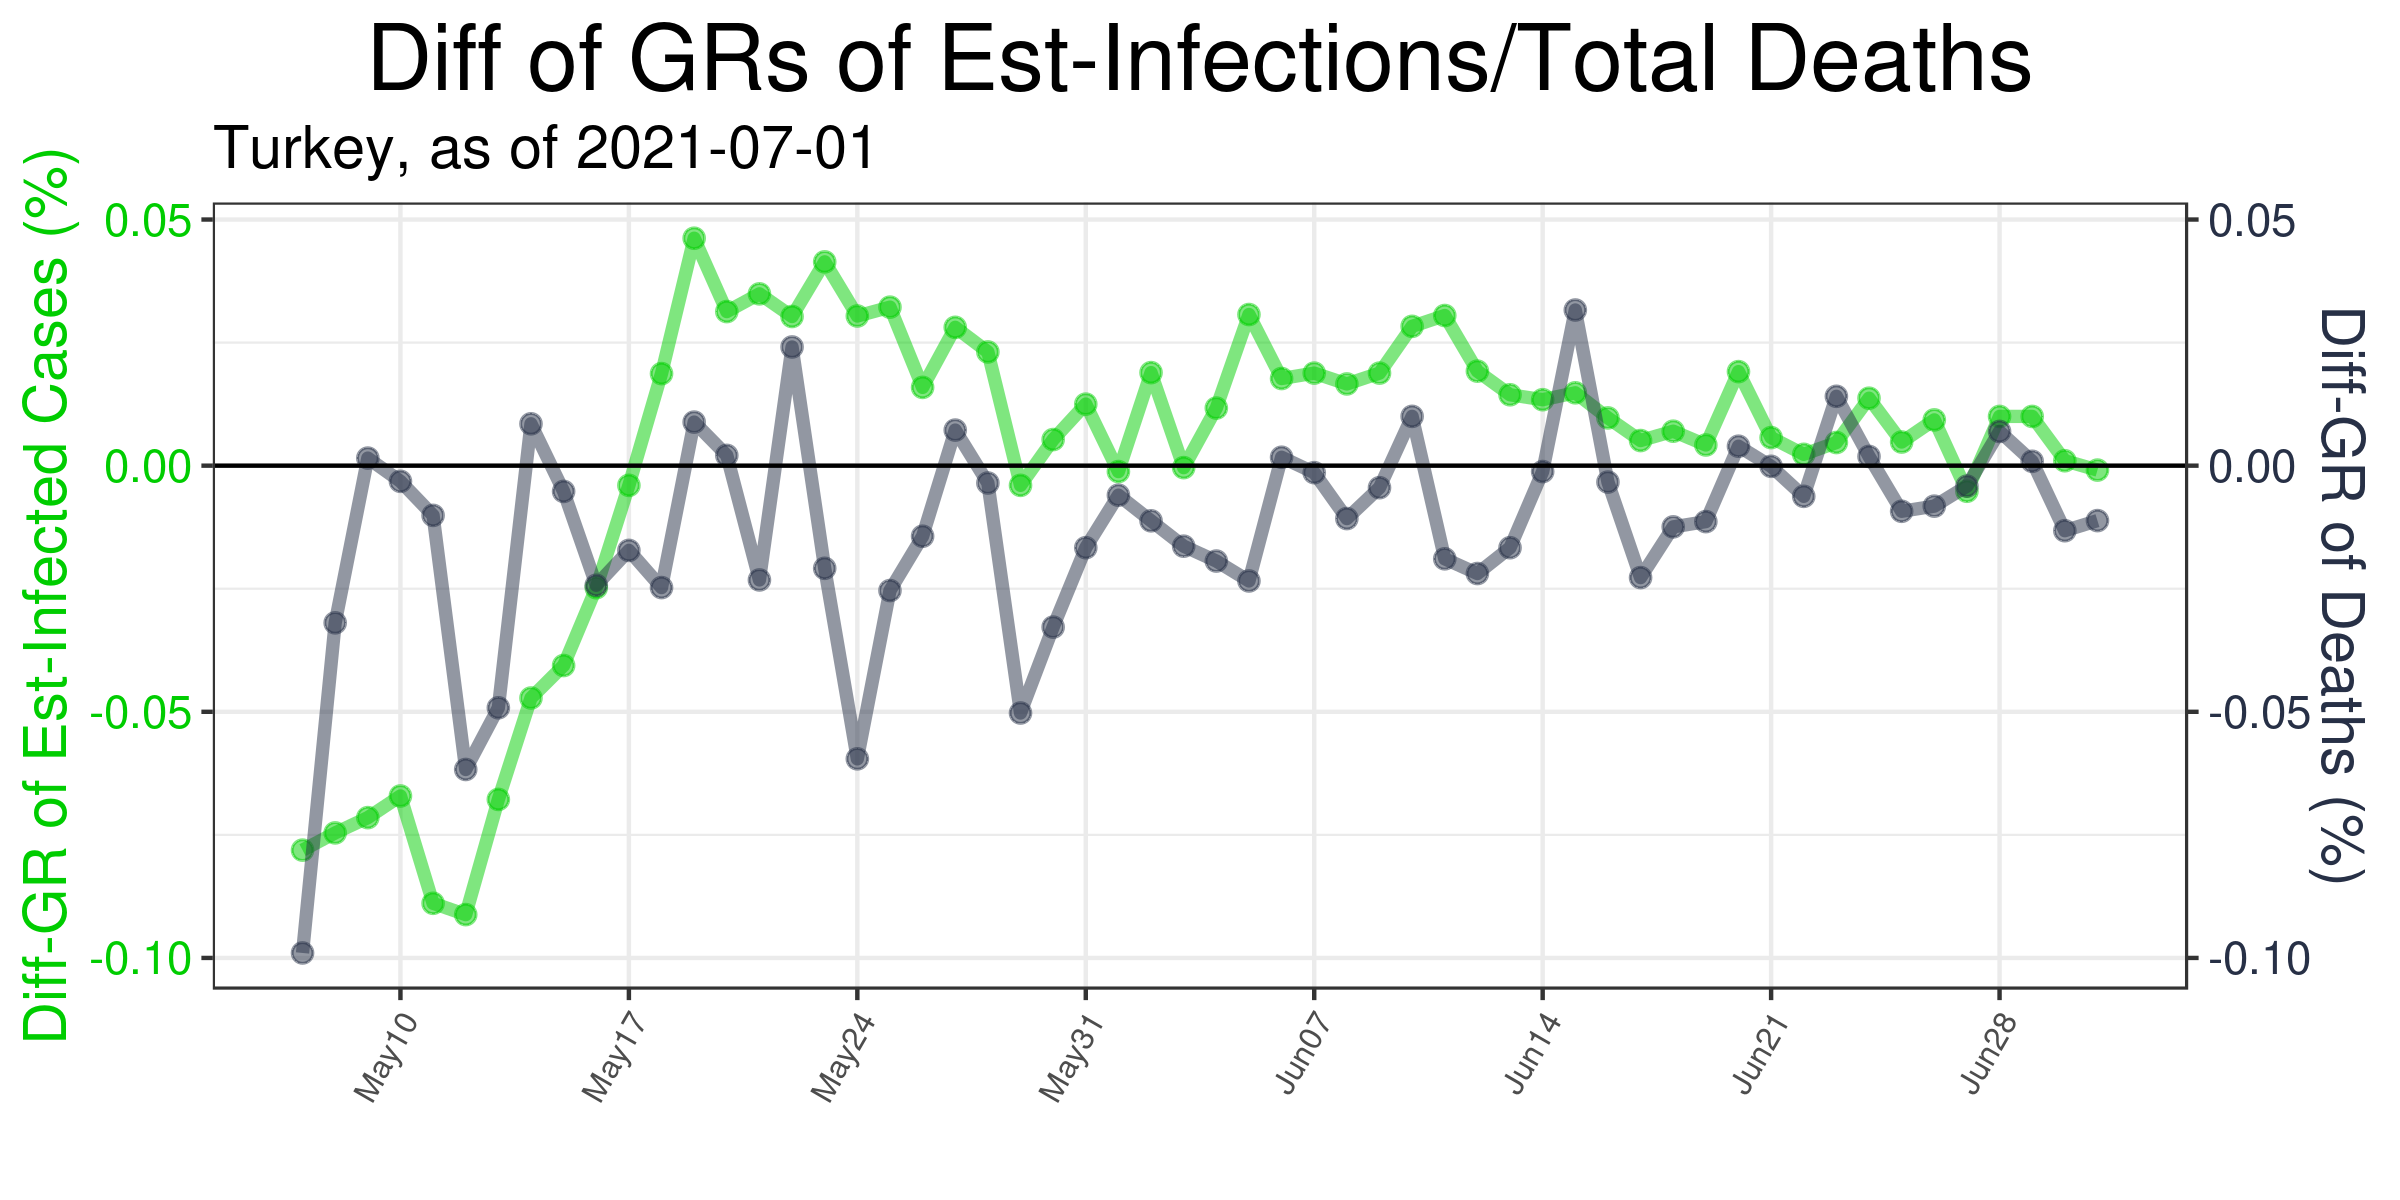 Diff of GRs of Est-Infections/Total Deaths
Turkey, as of 2021-07-01
Diff-GR of Est-Infected Cases (%)
0.05
0.00
-0.05
-0.10
0.05
0.00
-0.05
-0.10
Diff-GR of Deaths (%)
May10
May17
May24
May31
Jun07
Jun14
Jun21
Jun28